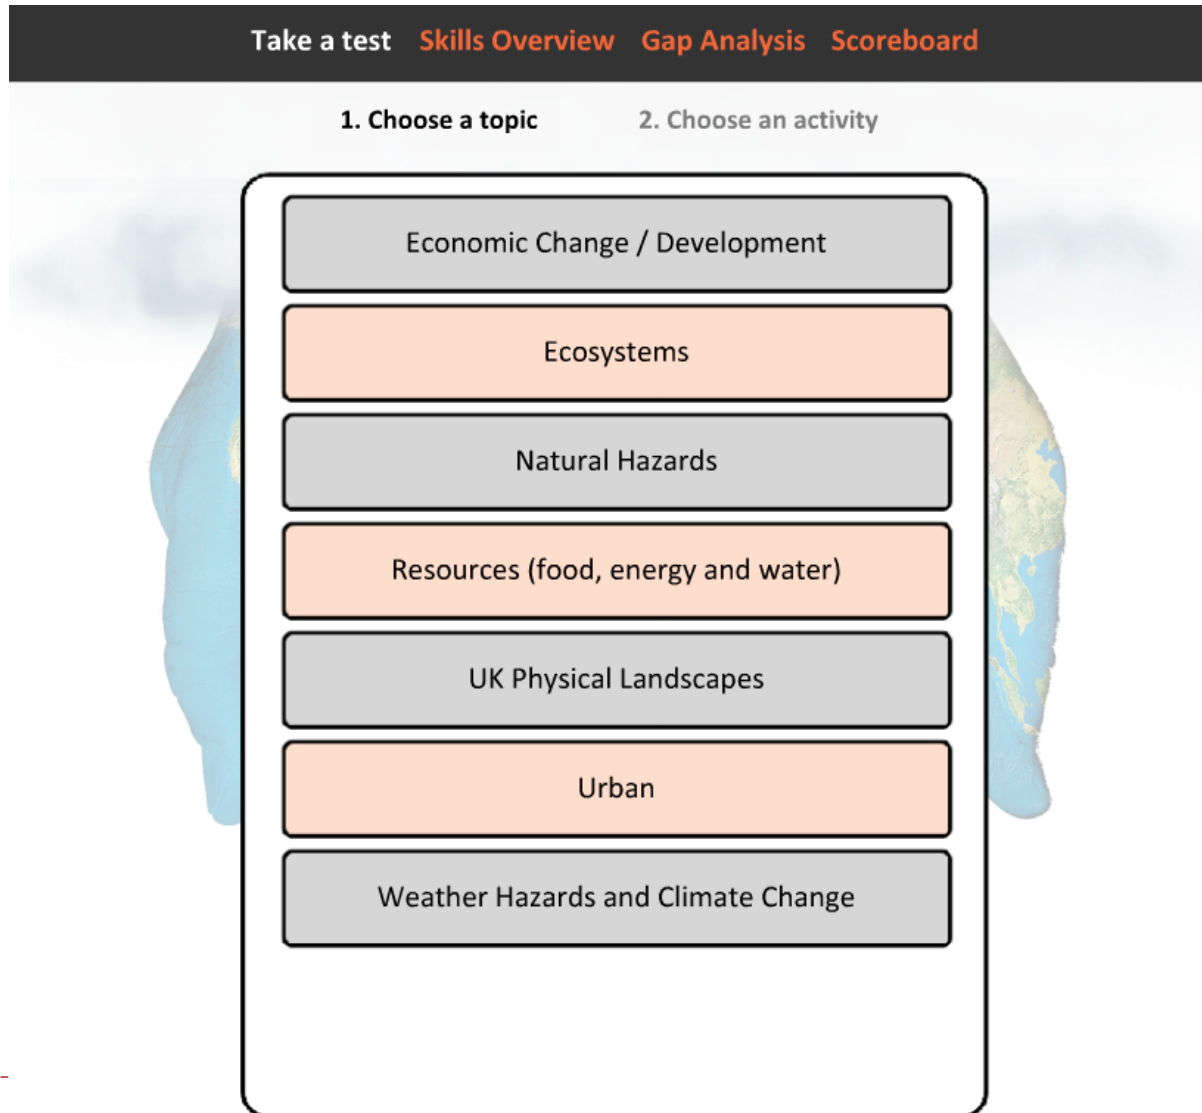 Take a test Skills Overview Gap Analysis Scoreboard
1. Choose a topic 2. Choose an activity
Economic Change / Development
Ecosystems
Natural Hazards
Resources (food, energy and water)
UK Physical Landscapes
Urban
Weather Hazards and Climate Change